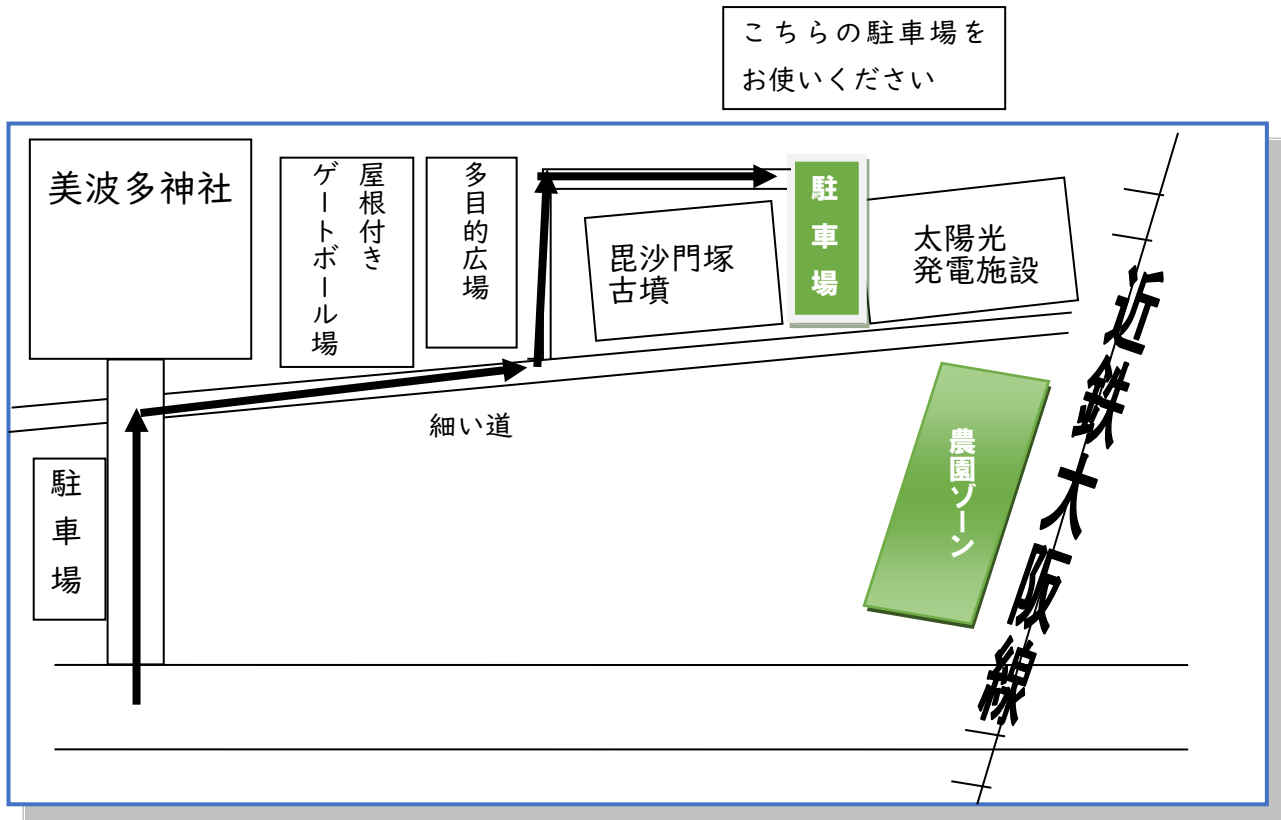 こちらの駐車場を
お使いください
美波多神社
屋根付き
ゲートボール場
多目的広場
毘沙門塚
古墳
駐車場
太陽光
発電施設
近鉄大阪線
細い道
農園ゾーン
駐車場